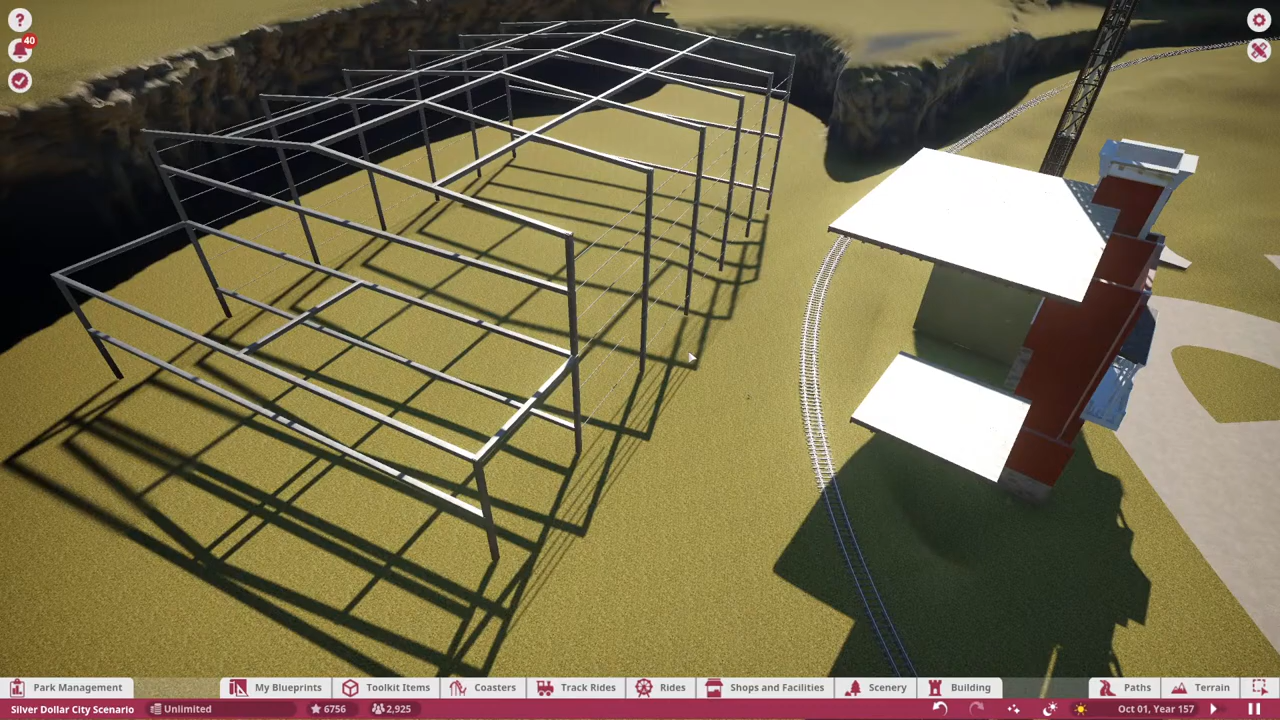 ?
40
Park Management
My Blueprints
Toolkit Items
Coasters
Track Rides
Rides
Shops and Facilities
Scenery
Building
Paths
Terrain
Silver Dollar City Scenario
Unlimited
6756
2,925
Oct 01, Year 157